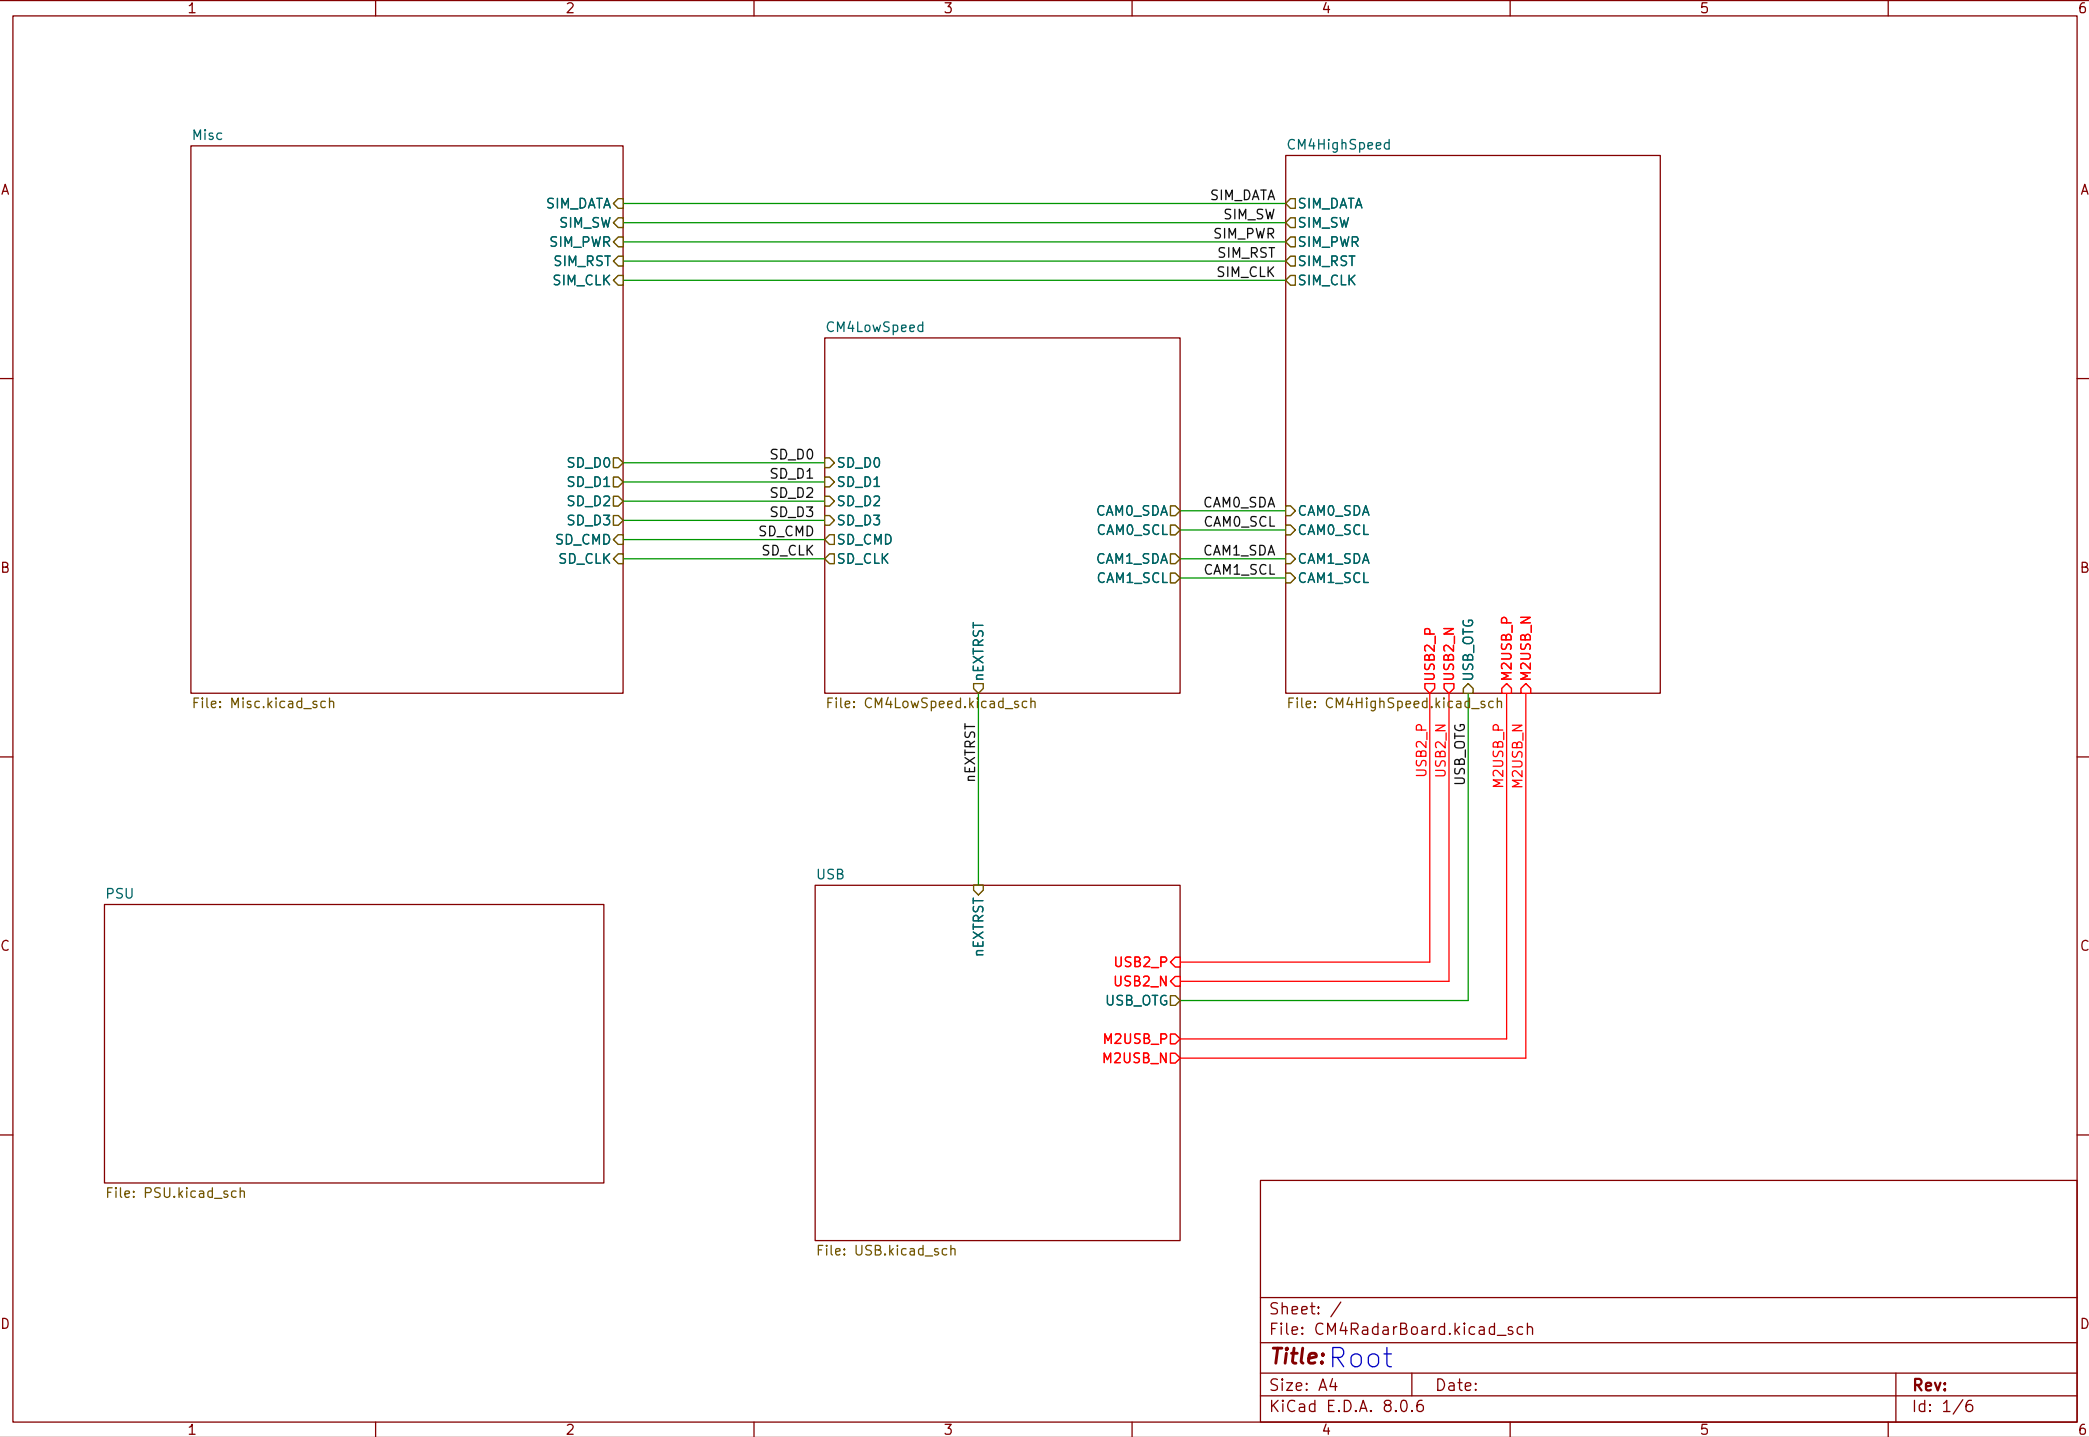 1 2 3 4 5 6
A
B
C
D
A
B
C
D
Misc
SIM_DATA
SIM_SW
SIM_PWR
SIM_RST
SIM_CLK
SD_D0
SD_D1
SD_D2
SD_D3
SD_CMD
SD_CLK
File: Misc.kicad_sch
SIM_DATA
SIM_SW
SIM_PWR
SIM_RST
SIM_CLK
SD_D0
SD_D1
SD_D2
SD_D3
SD_CMD
SD_CLK
CM4LowSpeed
SD_D0
SD_D1
SD_D2
SD_D3
SD_CMD
SD_CLK
CAM0_SDA
CAM0_SCL
CAM1_SDA
CAM1_SCL
nEXTRST
File: CM4LowSpeed.kicad_sch
nEXTRST
CAM0_SDA
CAM0_SCL
CAM1_SDA
CAM1_SCL
CM4HighSpeed
SIM_DATA
SIM_SW
SIM_PWR
SIM_RST
SIM_CLK
CAM0_SDA
CAM0_SCL
CAM1_SDA
CAM1_SCL
USB2_P
USB2_N
USB_OTG
M2USB_P
M2USB_N
File: CM4HighSpeed.kicad_sch
USB2_P
USB2_N
USB_OTG
M2USB_P
M2USB_N
PSU
File: PSU.kicad_sch
USB
nEXTRST
USB2_P
USB2_N
USB_OTG
M2USB_P
M2USB_N
File: USB.kicad_sch
Sheet: /
File: CM4RadarBoard.kicad_sch
Title: Root
Size: A4 Date: Rev:
KiCad E.D.A. 8.0.6 Id: 1/6
1 2 3 4 5 6